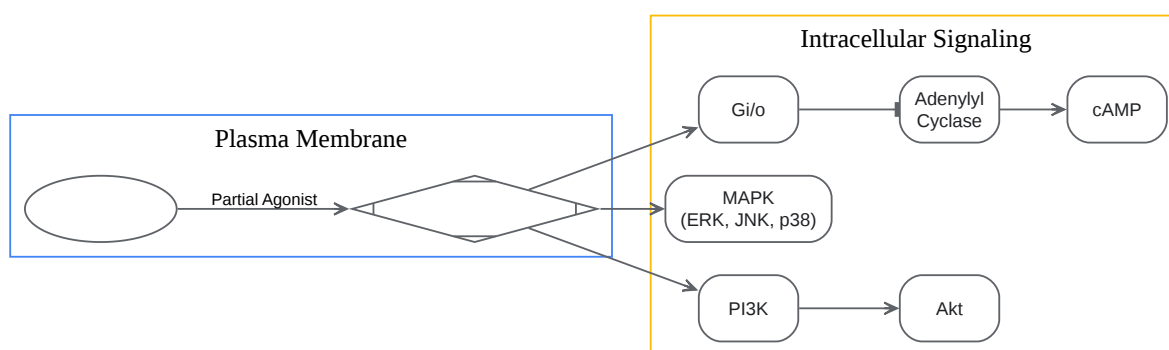 Intracellular Signaling
Plasma Membrane
Partial Agonist
Gi/o
Adenylyl
Cyclase
cAMP
MAPK
(ERK, JNK, p38)
PI3K
Akt